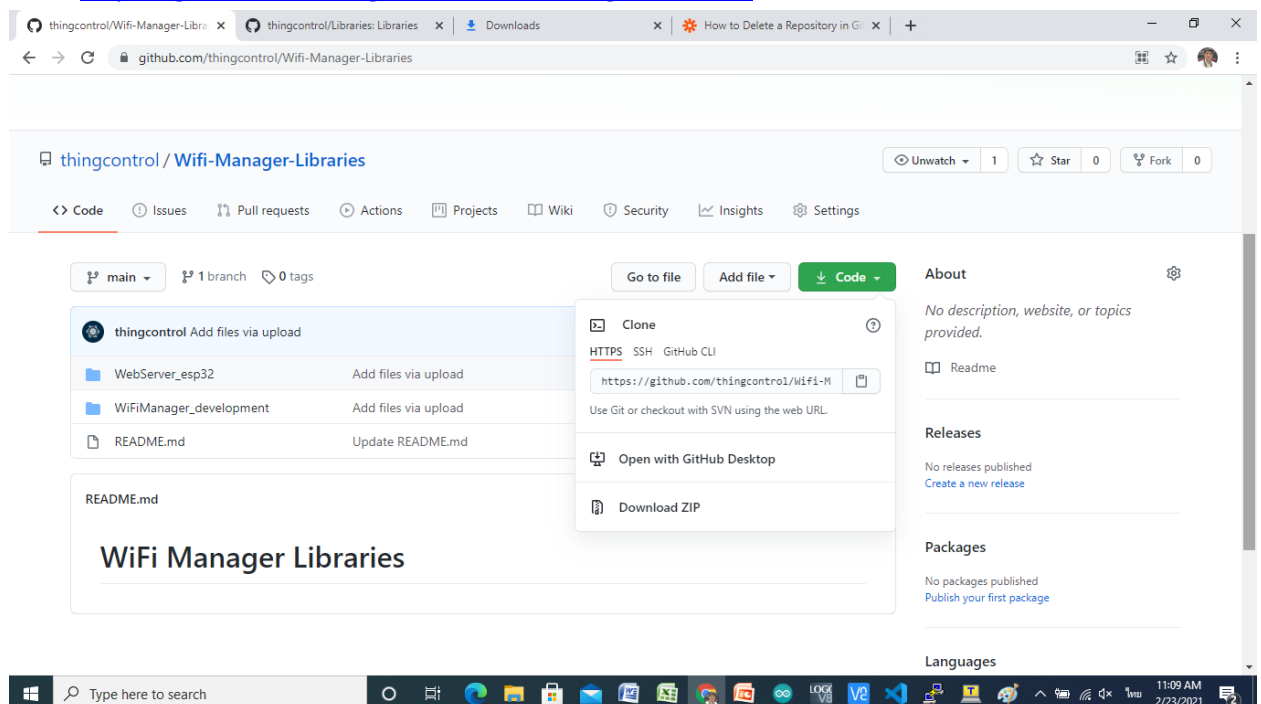 thingcontrol/Wifi-Manager-Libra
thingcontrol/Libraries: Libraries
Downloads
How to Delete a Repository in Gi
github.com/thingcontrol/Wifi-Manager-Libraries
thingcontrol / Wifi-Manager-Libraries
Unwatch 1
Star 0
Fork 0
<> Code
Issues
Pull requests
Actions
Projects
Wiki
Security
Insights
Settings
main
1 branch
0 tags
Go to file
Add file
Code
thingcontrol Add files via upload
WebServer_esp32 Add files via upload
WiFiManager_development Add files via upload
README.md Update README.md
Clone
HTTPS SSH GitHub CLI
https://github.com/thingcontrol/Wifi-M
Use Git or checkout with SVN using the web URL.
Open with GitHub Desktop
Download ZIP
README.md
WiFi Manager Libraries
About
No description, website, or topics
provided.
Readme
Releases
No releases published
Create a new release
Packages
No packages published
Publish your first package
Languages
Type here to search
ไทย
11:09 AM
2/23/2021